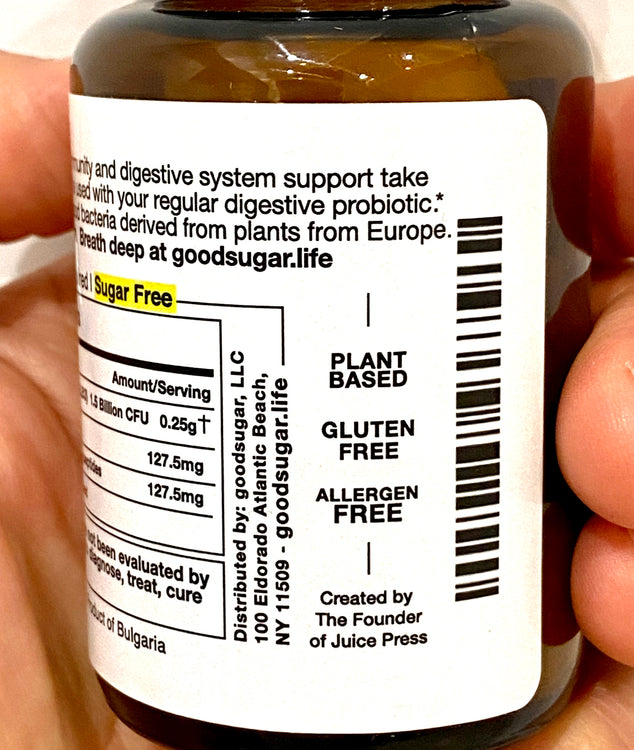 and digestive system support take
used with your regular digestive probiotic.*
bacteria derived from plants from Europe.
Breath deep at goodsugar.life
Sugar Free
Amount/Serving
1.5 Billion CFU 0.25g†
127.5mg
127.5mg
not been evaluated by
diagnose, treat, cure
Product of Bulgaria
Distributed by: goodsugar, LLC
100 Eldorado Atlantic Beach,
NY 11509 - goodsugar.life
PLANT
BASED
GLUTEN
FREE
ALLERGEN
FREE
Created by
The Founder
of Juice Press